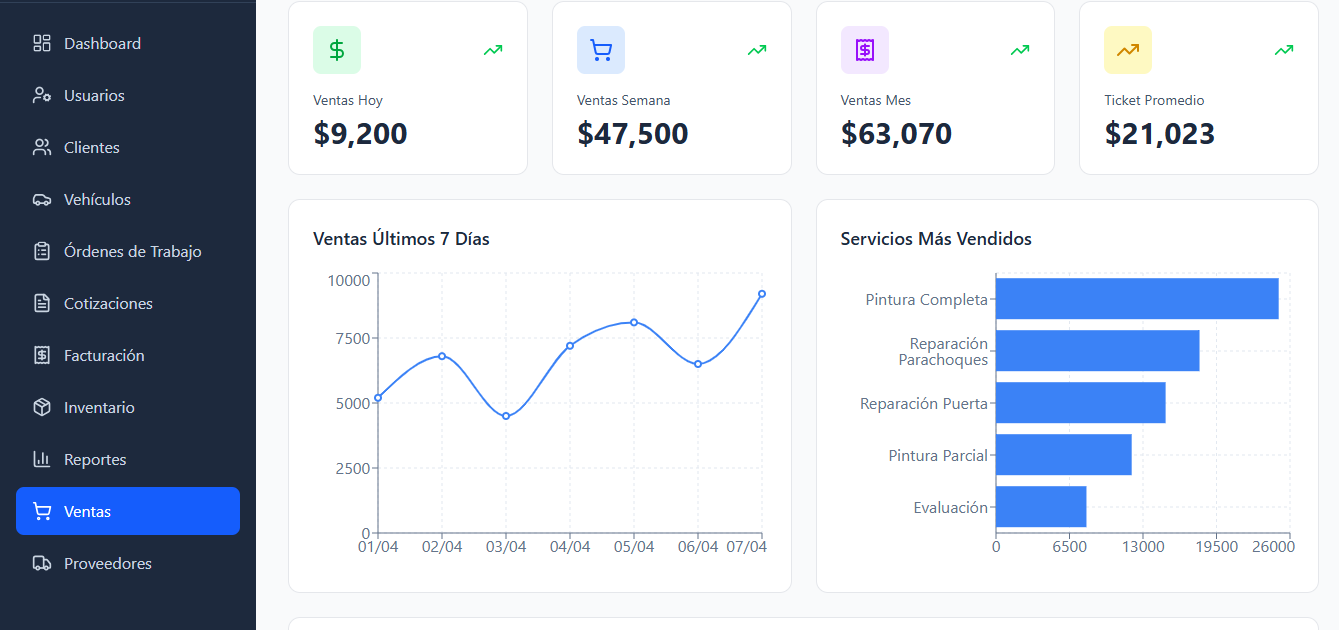 Dashboard
Usuarios
Clientes
Vehículos
Órdenes de Trabajo
Cotizaciones
Facturación
Inventario
Reportes
Ventas
Proveedores
Ventas Hoy
$9,200
Ventas Semana
$47,500
Ventas Mes
$63,070
Ticket Promedio
$21,023
Ventas Últimos 7 Días
10000
7500
5000
2500
0
01/04 02/04 03/04 04/04 05/04 06/04 07/04
Servicios Más Vendidos
Pintura Completa
Reparación
Parachoques
Reparación Puerta
Pintura Parcial
Evaluación
0 6500 13000 19500 26000